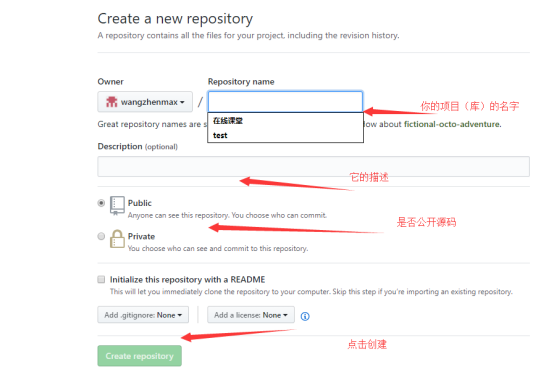 Create a new repository
A repository contains all the files for your project, including the revision history.
Owner
Repository name
wangzhenmax
/
你的项目（库）的名字
在线课堂
test
Great repository names are s
low about fictional-octo-adventure.
Description (optional)
它的描述
Public
Anyone can see this repository. You choose who can commit.
是否公开源码
Private
You choose who can see and commit to this repository.
Initialize this repository with a README
This will let you immediately clone the repository to your computer. Skip this step if you're importing an existing repository.
Add .gitignore: None
Add a license: None
点击创建
Create repository